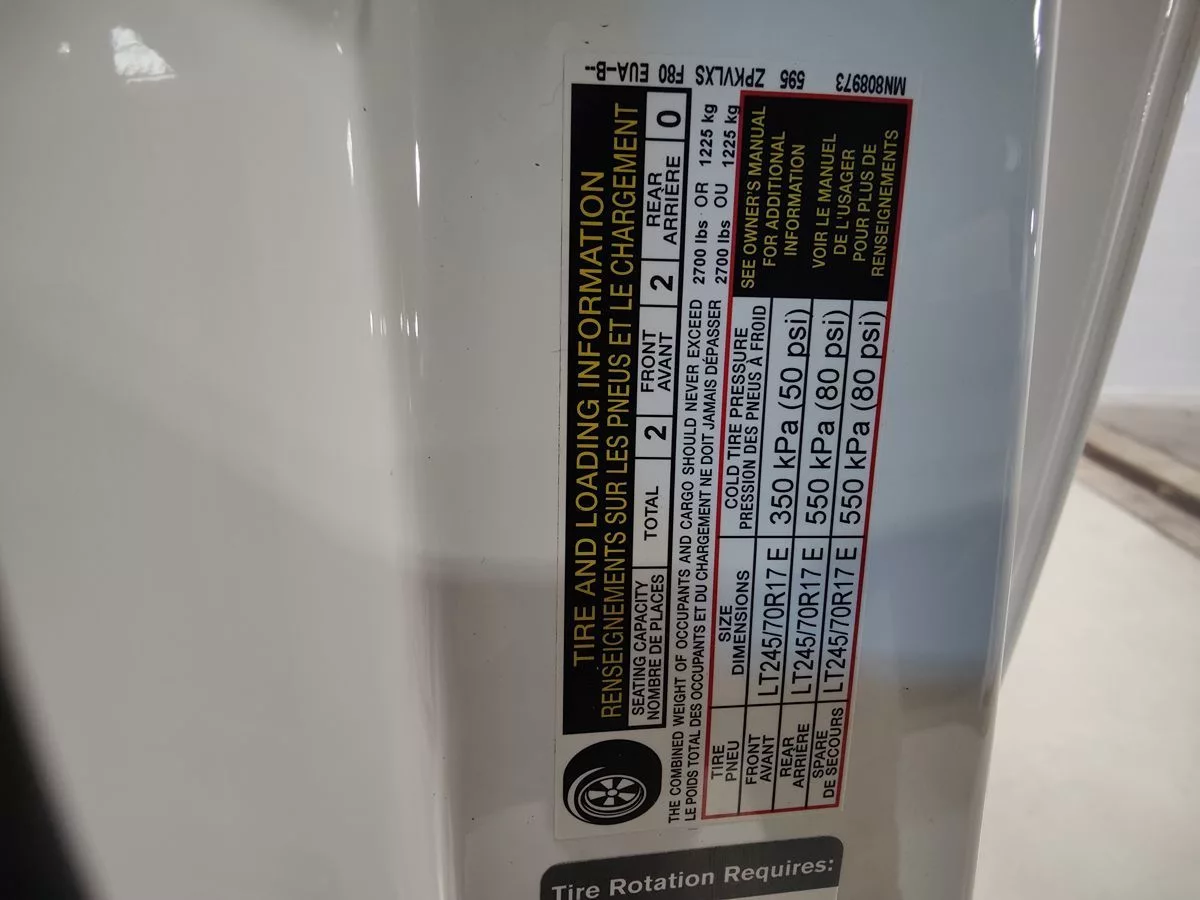 TIRE AND LOADING INFORMATION
RENSEIGNEMENTS SUR LES PNEUS ET LE CHARGEMENT
SEATING CAPACITY
NOMBRE DE PLACES
TOTAL 2
FRONT
AVANT
2
REAR
ARRIÈRE
0
THE COMBINED WEIGHT OF OCCUPANTS AND CARGO SHOULD NEVER EXCEED 2700 lbs OR 1225 kg
LE POIDS TOTAL DES OCCUPANTS ET DU CHARGEMENT NE DOIT JAMAIS DÉPASSER 2700 lbs OU 1225 kg
TIRE
PNEU
SIZE
DIMENSIONS
COLD TIRE PRESSURE
PRESSION DES PNEUS À FROID
FRONT
AVANT
LT245/70R17 E 350 kPa (50 psi)
REAR
ARRIÈRE
LT245/70R17 E 550 kPa (80 psi)
SPARE
DE SECOURS
LT245/70R17 E 550 kPa (80 psi)
SEE OWNER'S MANUAL
FOR ADDITIONAL
INFORMATION
VOIR LE MANUEL
DE L'USAGER
POUR PLUS DE
RENSEIGNEMENTS
MN808973 595 ZPKVLXS F80 EUA-B--
Tire Rotation Requires: